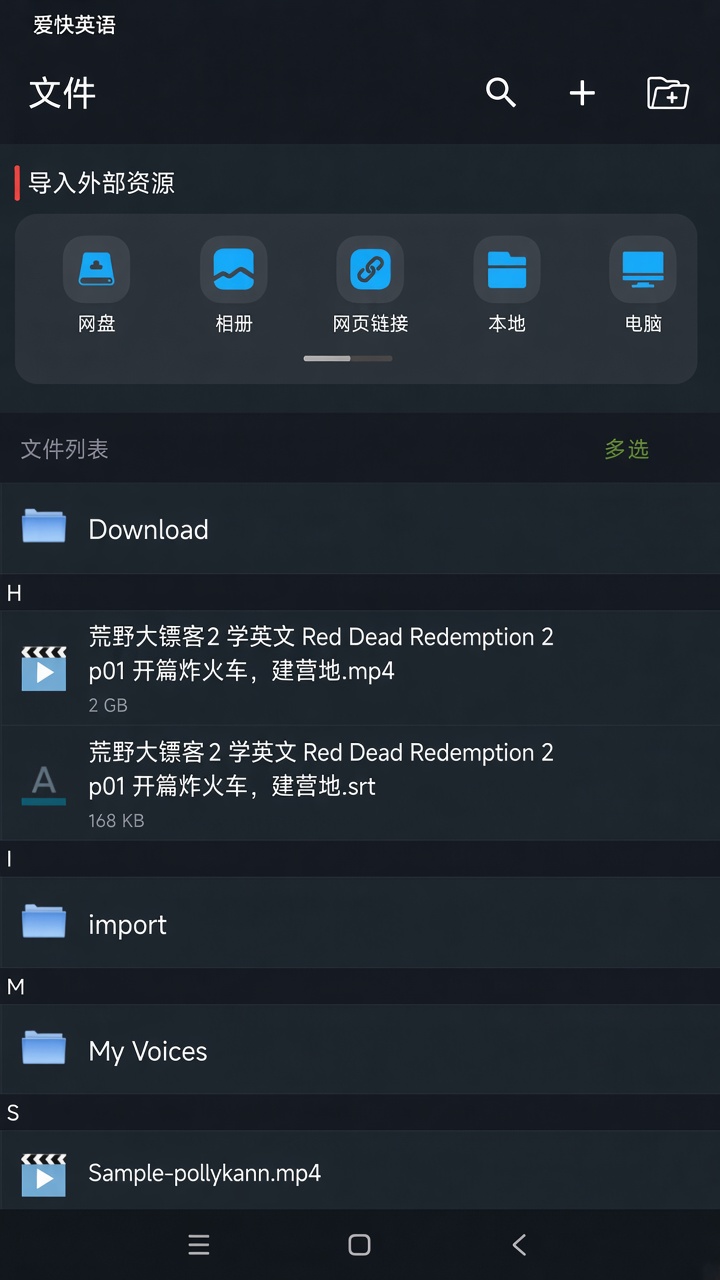 爱快英语
文件
导入外部资源
网盘
相册
网页链接
本地
电脑
文件列表
多选
Download
H
荒野大镖客2 学英文 Red Dead Redemption 2
p01 开篇炸火车，建营地.mp4
2 GB
A
荒野大镖客2 学英文 Red Dead Redemption 2
p01 开篇炸火车，建营地.srt
168 KB
I
import
M
My Voices
S
Sample-pollykann.mp4